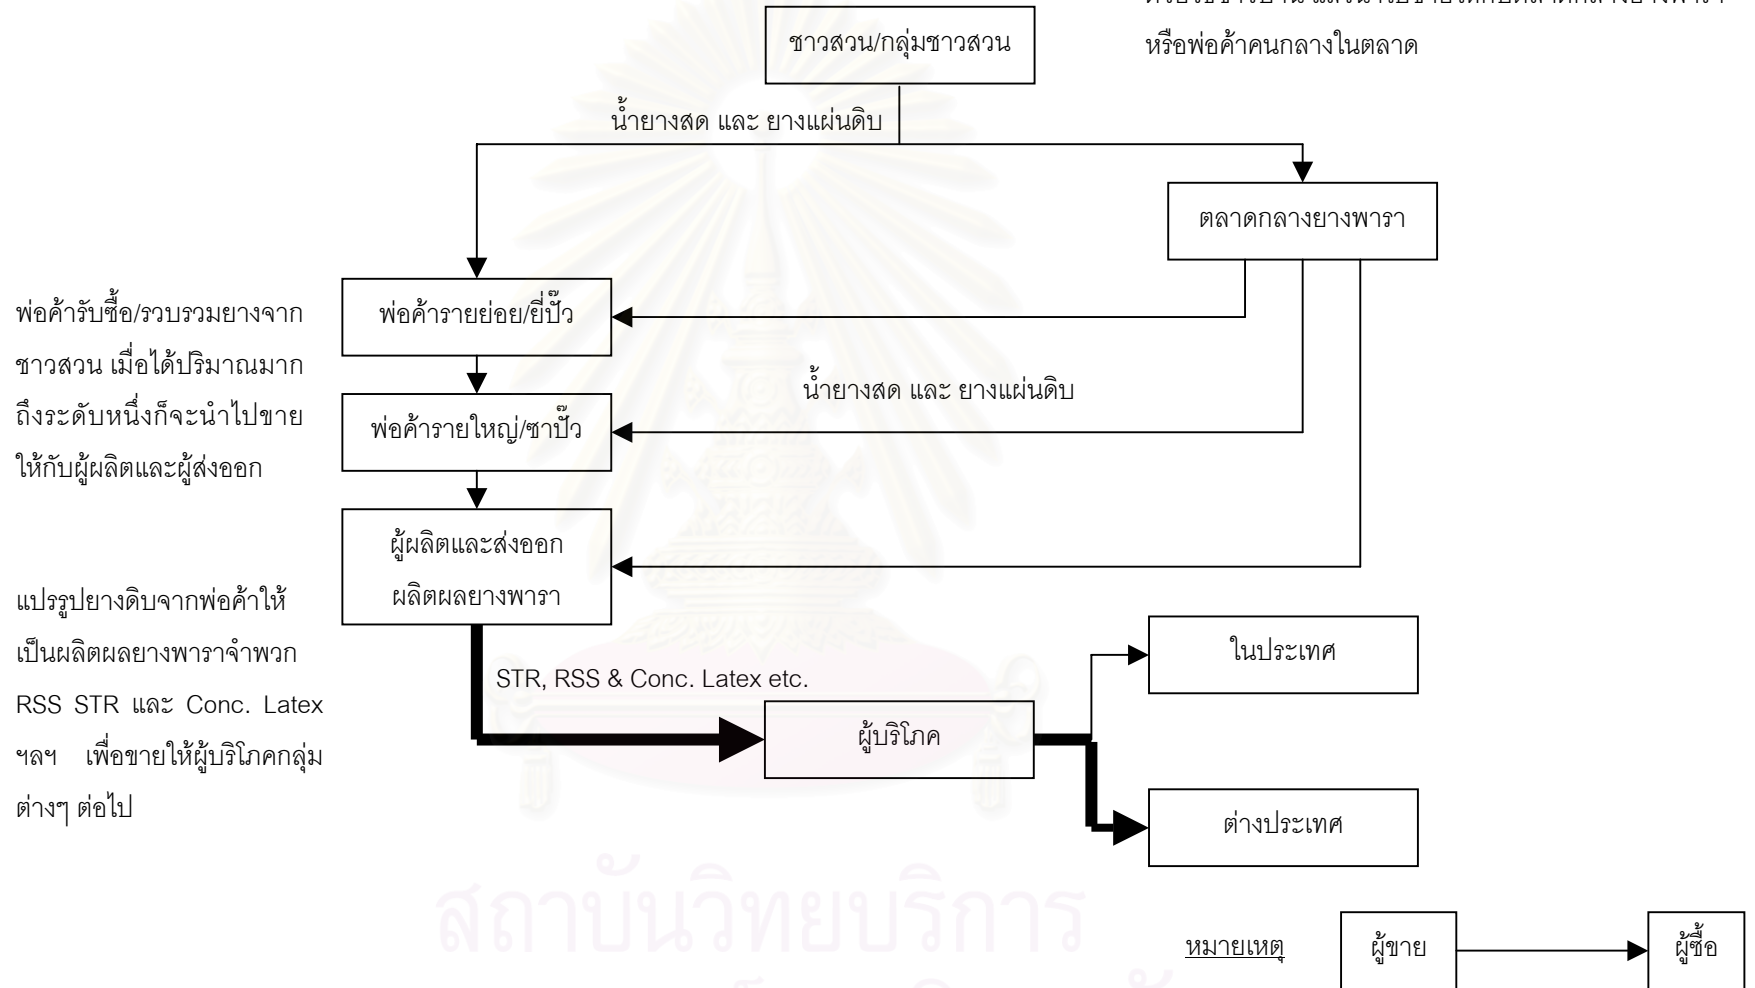 หรือพ่อค้าคนกลางในตลาด
ชาวสวน/กลุ่มชาวสวน
น้ำยางสด และ ยางแผ่นดิบ
ตลาดกลางยางพารา
พ่อค้ารับซื้อ/รวบรวมยางจาก
ชาวสวน เมื่อได้ปริมาณมาก
ถึงระดับหนึ่งก็จะนำไปขาย
ให้กับผู้ผลิตและผู้ส่งออก
พ่อค้ารายย่อย/ยี่ปั๊ว
น้ำยางสด และ ยางแผ่นดิบ
พ่อค้ารายใหญ่/ซาปั๊ว
ผู้ผลิตและส่งออก
ผลิตผลยางพารา
แปรรูปยางดิบจากพ่อค้าให้
เป็นผลิตผลยางพาราจำพวก
RSS STR และ Conc. Latex
ฯลฯ เพื่อขายให้ผู้บริโภคกลุ่ม
ต่างๆ ต่อไป
STR, RSS & Conc. Latex etc.
ผู้บริโภค
ในประเทศ
ต่างประเทศ
สถาบันวิทยบริการ
หมายเหตุ
ผู้ขาย
ผู้ซื้อ